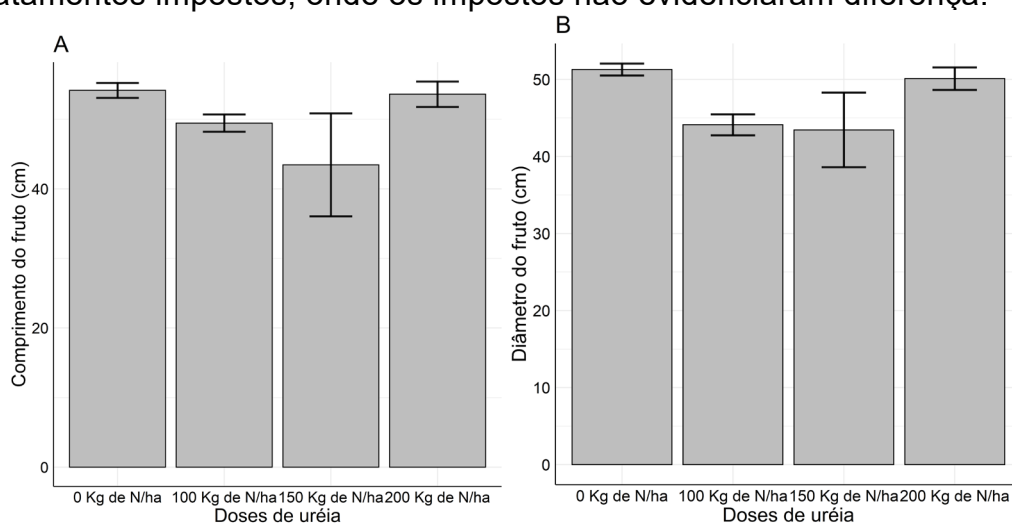 tratamentos impostos, onde os impostos não evidenciaram diferença.
A
Comprimento do fruto (cm)
40
20
0
0 Kg de N/ha 100 Kg de N/ha 150 Kg de N/ha 200 Kg de N/ha
Doses de uréia
B
Diâmetro do fruto (cm)
50
40
30
20
10
0
0 Kg de N/ha 100 Kg de N/ha 150 Kg de N/ha 200 Kg de N/ha
Doses de uréia